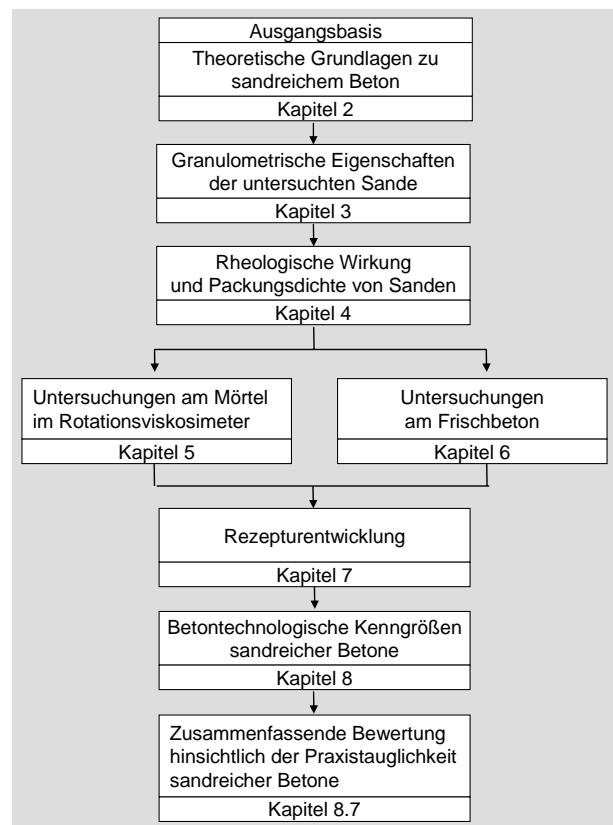 Ausgangsbasis
Theoretische Grundlagen zu
sandreichem Beton
Kapitel 2
Granulometrische Eigenschaften
der untersuchten Sande
Kapitel 3
Rheologische Wirkung
und Packungsdichte von Sanden
Kapitel 4
Untersuchungen am Mörtel
im Rotationsviskosimeter
Kapitel 5
Untersuchungen
am Frischbeton
Kapitel 6
Rezepturentwicklung
Kapitel 7
Betontechnologische Kenngrößen
sandreicher Betone
Kapitel 8
Zusammenfassende Bewertung
hinsichtlich der Praxistauglichkeit
sandreicher Betone
Kapitel 8.7